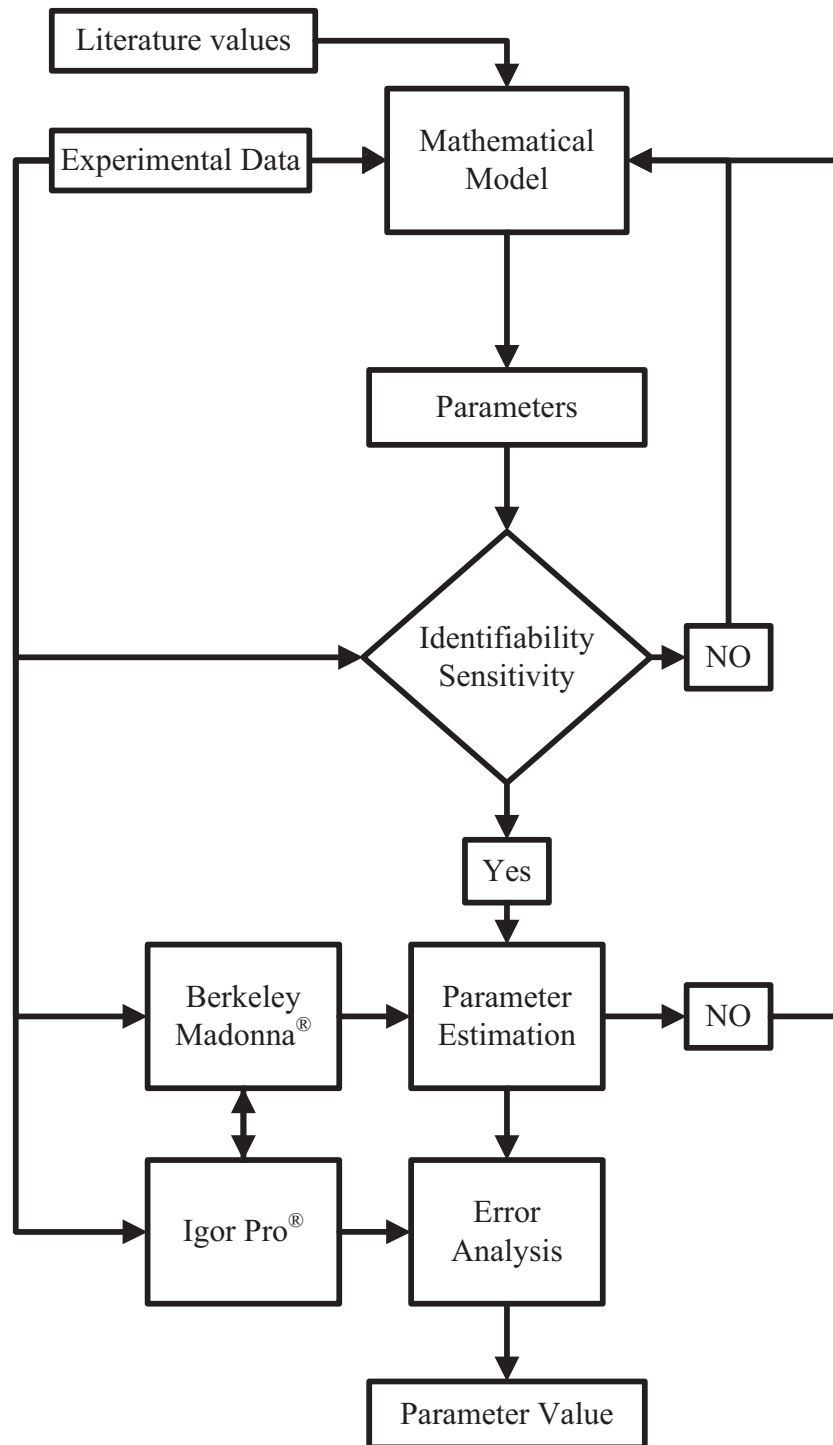 Literature values
Experimental Data
Mathematical
Model
Parameters
Identifiability
Sensitivity
NO
Yes
Berkeley
Madonna®
Parameter
Estimation
NO
Igor Pro®
Error
Analysis
Parameter Value